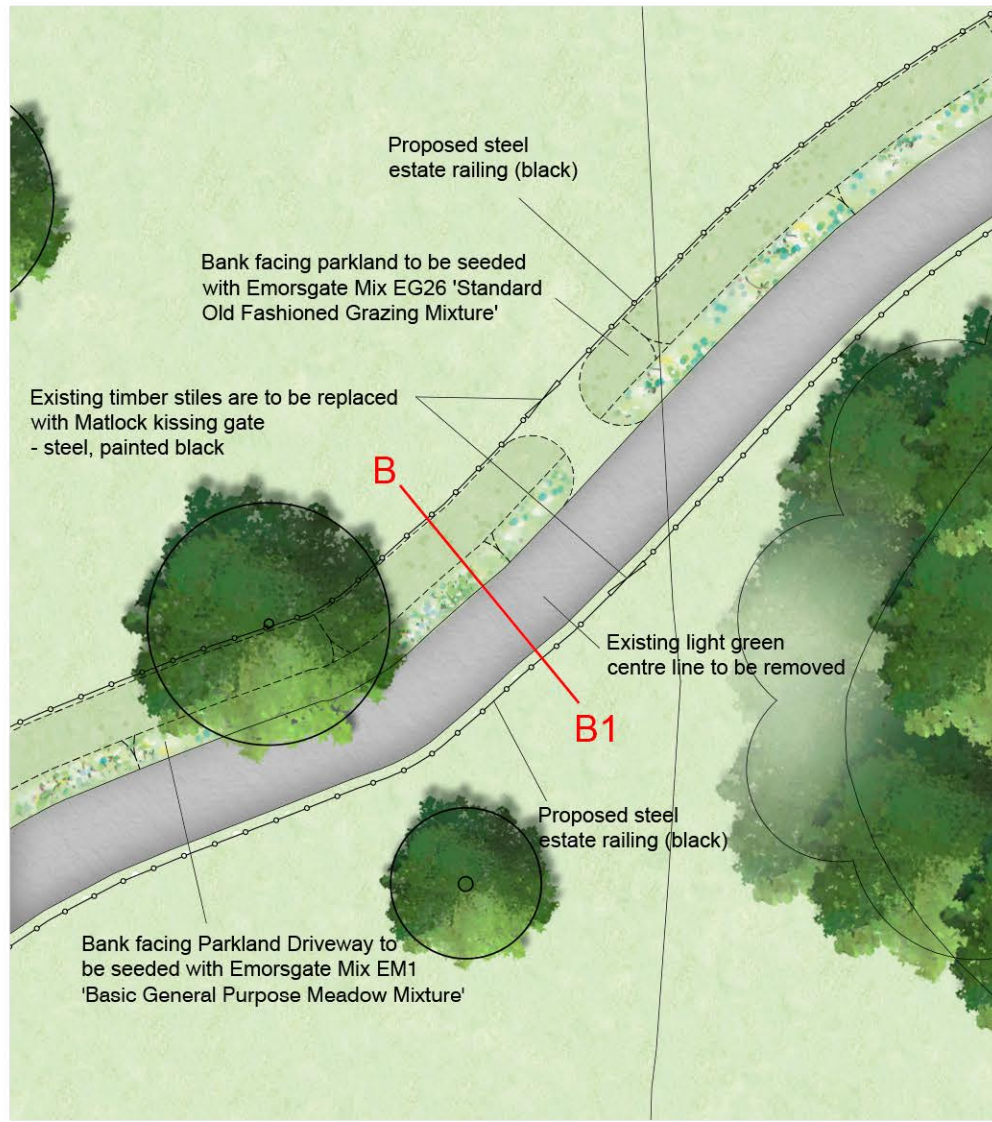 Proposed steel
estate railing (black)
Bank facing parkland to be seeded
with Emorsgate Mix EG26 'Standard
Old Fashioned Grazing Mixture'
Existing timber stiles are to be replaced
with Matlock kissing gate
- steel, painted black
B
Existing light green
centre line to be removed
B1
Proposed steel
estate railing (black)
Bank facing Parkland Driveway to
be seeded with Emorsgate Mix EM1
'Basic General Purpose Meadow Mixture'